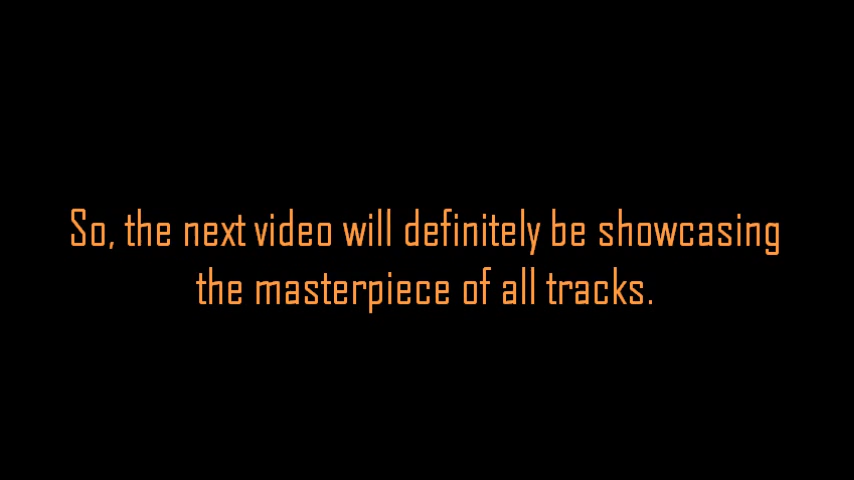 So, the next video will definitely be showcasing
the masterpiece of all tracks.